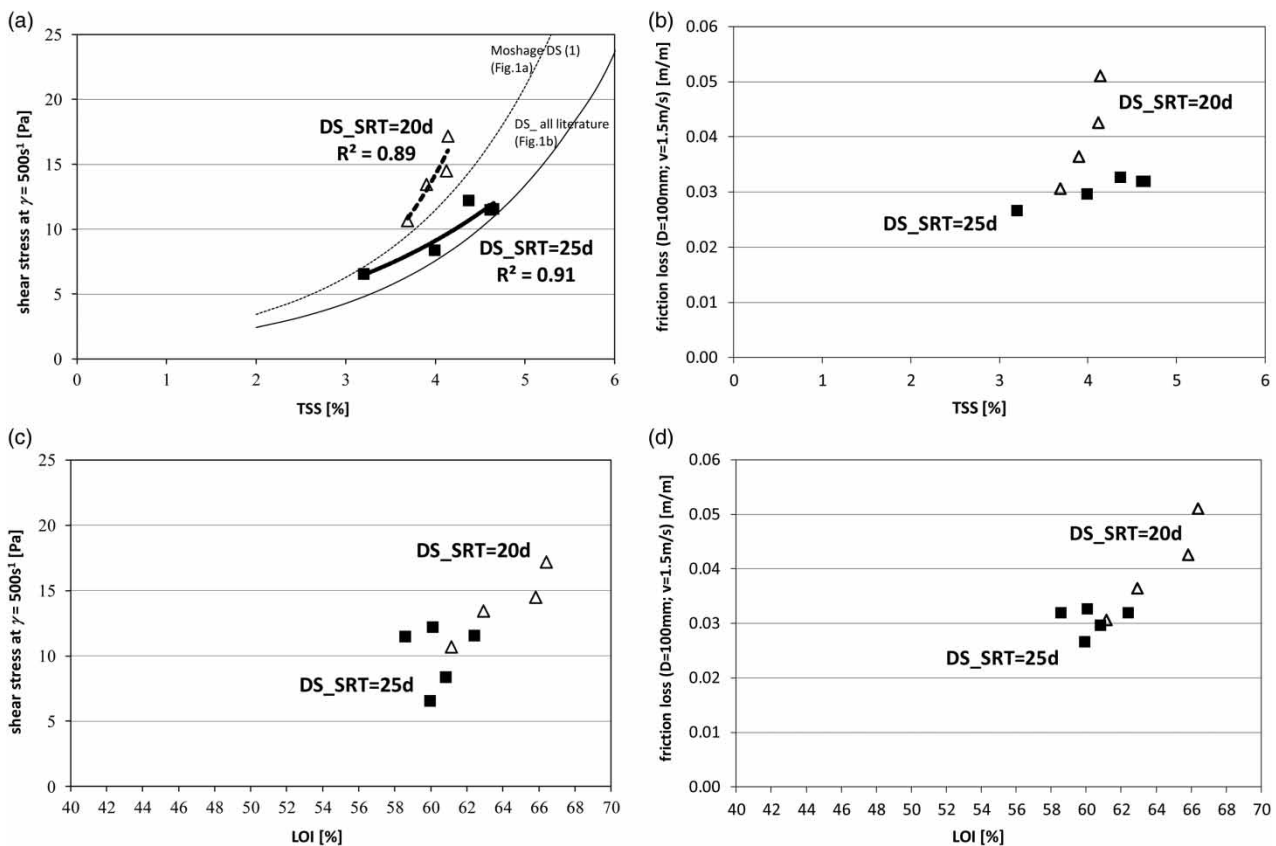 (a)
25
20
15
10
5
0
shear stress at γ = 500s¹ [Pa]
Moshage DS (1)
(Fig.1a)
DS_SRT=20d
R² = 0.89
DS_ all literature
(Fig.1b)
DS_SRT=25d
R² = 0.91
0 1 2 3 4 5 6
TSS [%]
(b)
0.06
0.05
0.04
0.03
0.02
0.01
0.00
friction loss (D=100mm; v=1.5m/s) [m/m]
DS_SRT=20d
DS_SRT=25d
0 1 2 3 4 5 6
TSS [%]
(c)
25
20
15
10
5
0
shear stress at γ = 500s¹ [Pa]
DS_SRT=20d
DS_SRT=25d
40 42 44 46 48 50 52 54 56 58 60 62 64 66 68 70
LOI [%]
(d)
0.06
0.05
0.04
0.03
0.02
0.01
0.00
friction loss (D=100mm; v=1.5m/s) [m/m]
DS_SRT=20d
DS_SRT=25d
40 42 44 46 48 50 52 54 56 58 60 62 64 66 68 70
LOI [%]